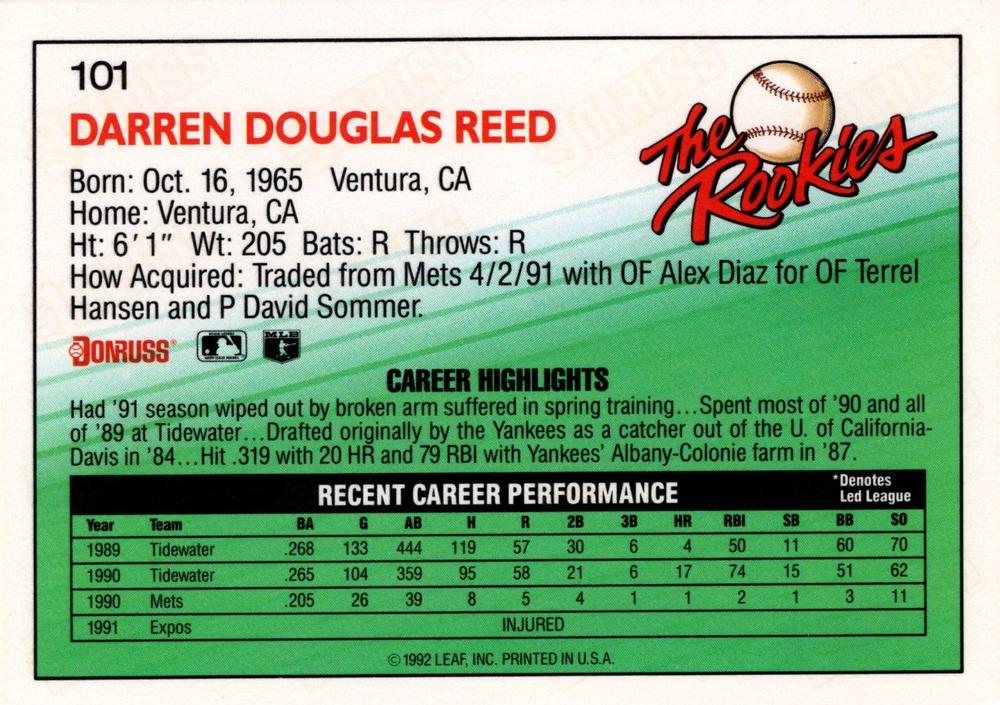 101
The Rookies
DARREN DOUGLAS REED
Born: Oct. 16, 1965 Ventura, CA
Home: Ventura, CA
Ht: 6'1" Wt: 205 Bats: R Throws: R
How Acquired: Traded from Mets 4/2/91 with OF Alex Diaz for OF Terrel
Hansen and P David Sommer.
DONRUSS® MLB
CAREER HIGHLIGHTS
Had '91 season wiped out by broken arm suffered in spring training...Spent most of '90 and all
of '89 at Tidewater...Drafted originally by the Yankees as a catcher out of the U. of California-
Davis in '84...Hit .319 with 20 HR and 79 RBI with Yankees' Albany-Colonie farm in '87.
RECENT CAREER PERFORMANCE
*Denotes
Led League
Year Team BA G AB H R 2B 3B HR RBI SB BB SO
1989 Tidewater .268 133 444 119 57 30 6 4 50 11 60 70
1990 Tidewater .265 104 359 95 58 21 6 17 74 15 51 62
1990 Mets .205 26 39 8 5 4 1 1 2 1 3 11
1991 Expos INJURED
©1992 LEAF, INC. PRINTED IN U.S.A.